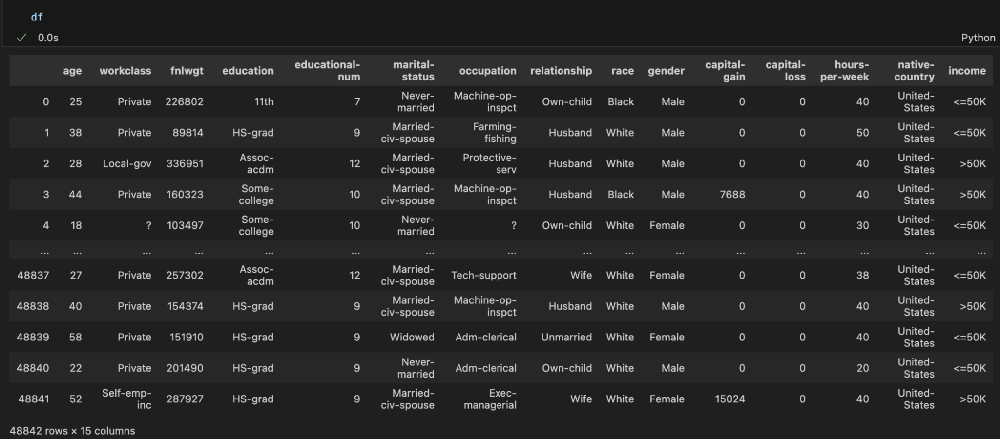 df
0.0s
Python
age workclass fnlwgt education educational-num marital-status occupation relationship race gender capital-gain capital-loss hours-per-week native-country income
0 25 Private 226802 11th 7 Never-married Machine-op-inspct Own-child Black Male 0 0 40 United-States <=50K
1 38 Private 89814 HS-grad 9 Married-civ-spouse Farming-fishing Husband White Male 0 0 50 United-States <=50K
2 28 Local-gov 336951 Assoc-acdm 12 Married-civ-spouse Protective-serv Husband White Male 0 0 40 United-States >50K
3 44 Private 160323 Some-college 10 Married-civ-spouse Machine-op-inspct Husband Black Male 7688 0 40 United-States >50K
4 18 ? 103497 Some-college 10 Never-married ? Own-child White Female 0 0 30 United-States <=50K
... ... ... ... ... ... ... ... ... ... ... ... ... ... ... ...
48837 27 Private 257302 Assoc-acdm 12 Married-civ-spouse Tech-support Wife White Female 0 0 38 United-States <=50K
48838 40 Private 154374 HS-grad 9 Married-civ-spouse Machine-op-inspct Husband White Male 0 0 40 United-States >50K
48839 58 Private 151910 HS-grad 9 Widowed Adm-clerical Unmarried White Female 0 0 40 United-States <=50K
48840 22 Private 201490 HS-grad 9 Never-married Adm-clerical Own-child White Male 0 0 20 United-States <=50K
48841 52 Self-emp-inc 287927 HS-grad 9 Married-civ-spouse Exec-managerial Wife White Female 15024 0 40 United-States >50K
48842 rows × 15 columns